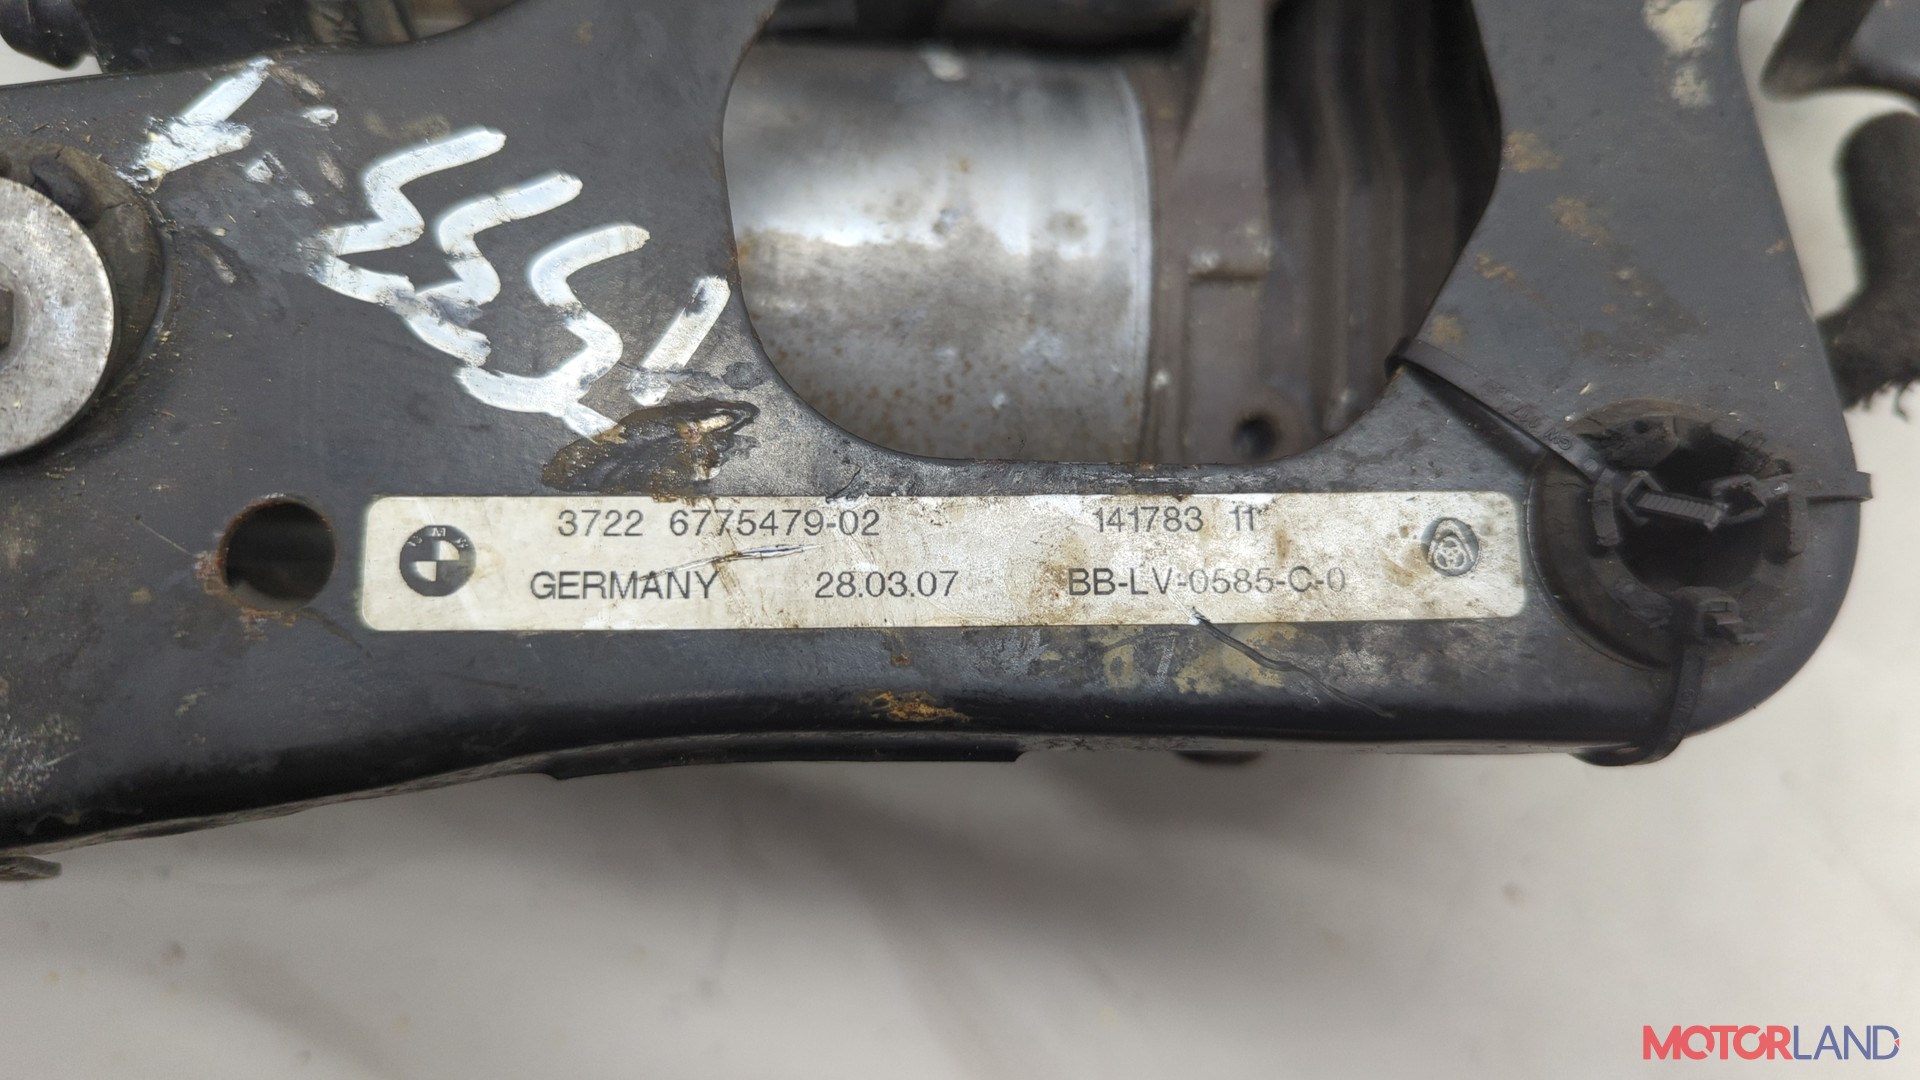 3722 6775479-02 141783 11
GERMANY 28.03.07 BB-LV-0585-C-0
MOTORLAND